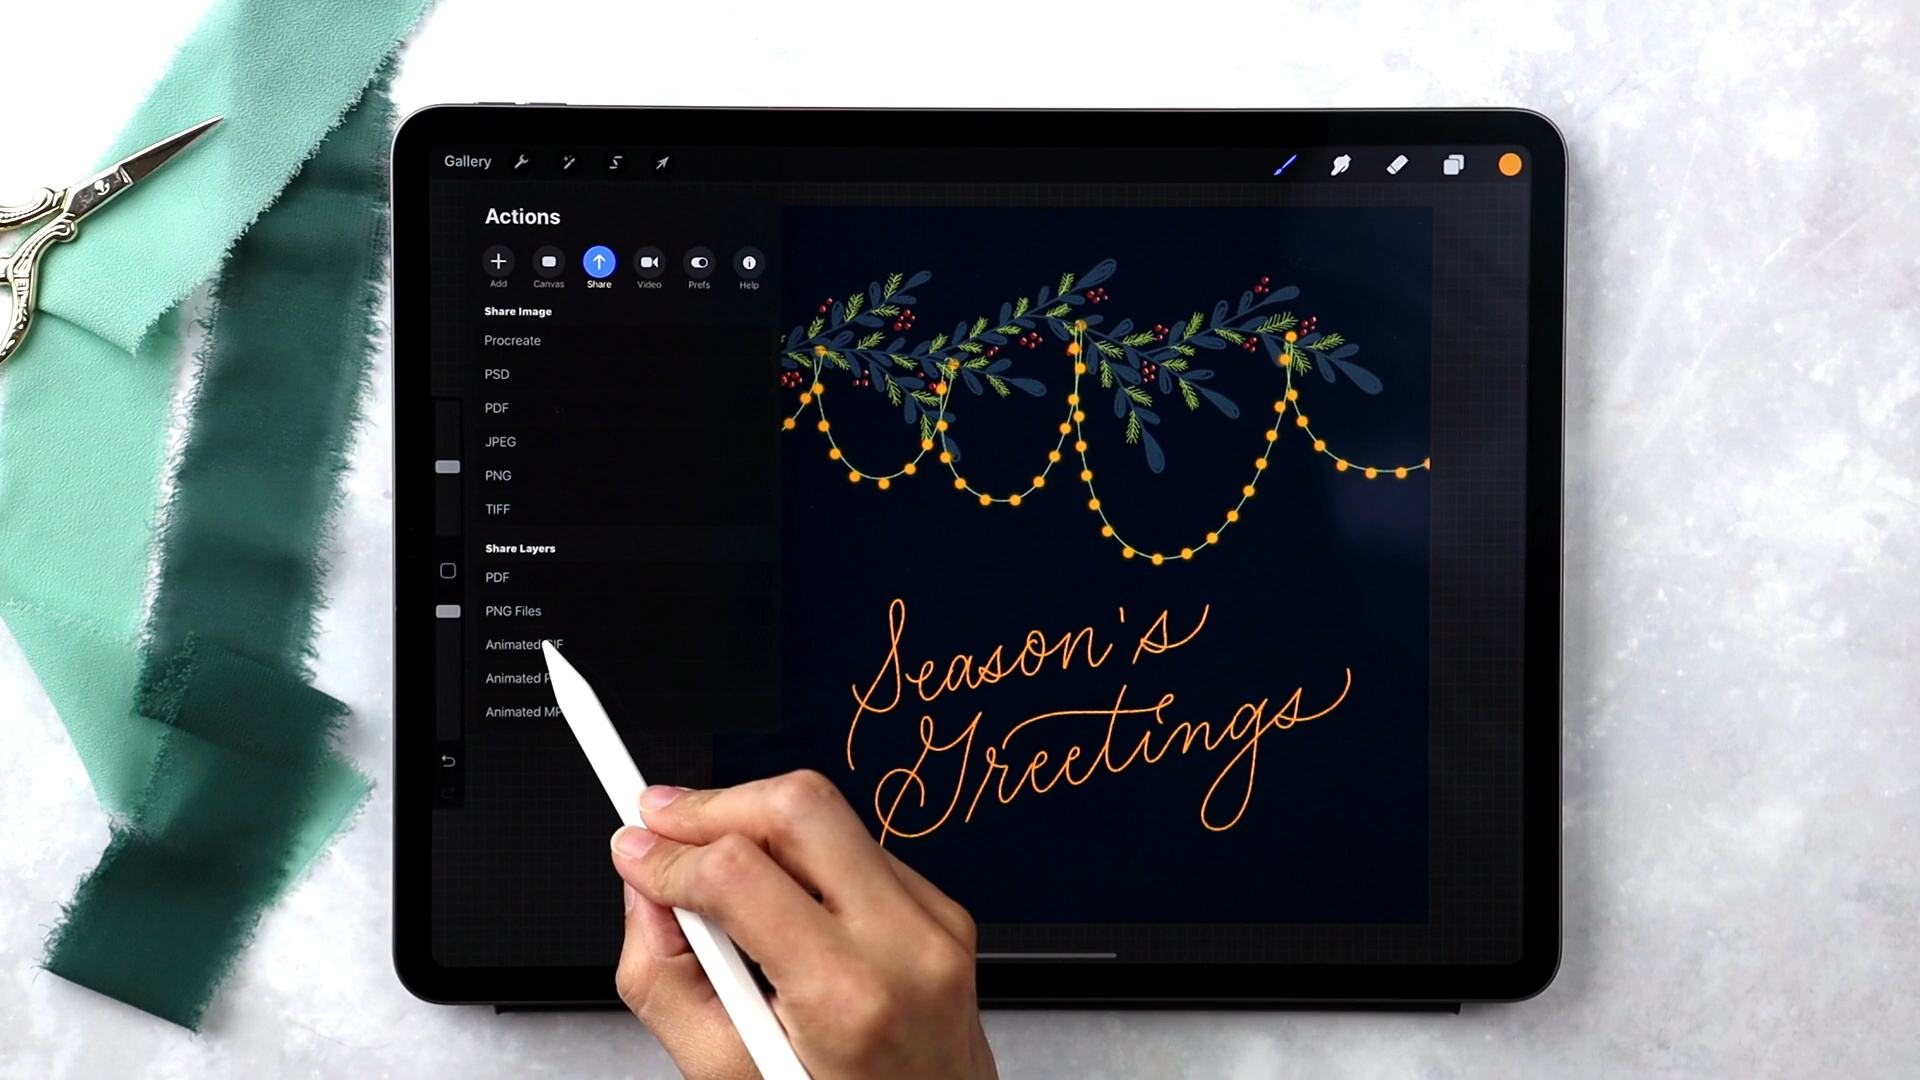 Gallery
Actions
Add Canvas Share Video Prefs Help
Share Image
Procreate
PSD
PDF
JPEG
PNG
TIFF
Share Layers
PDF
PNG Files
Animated
Animated
Animated
Season's
Greetings